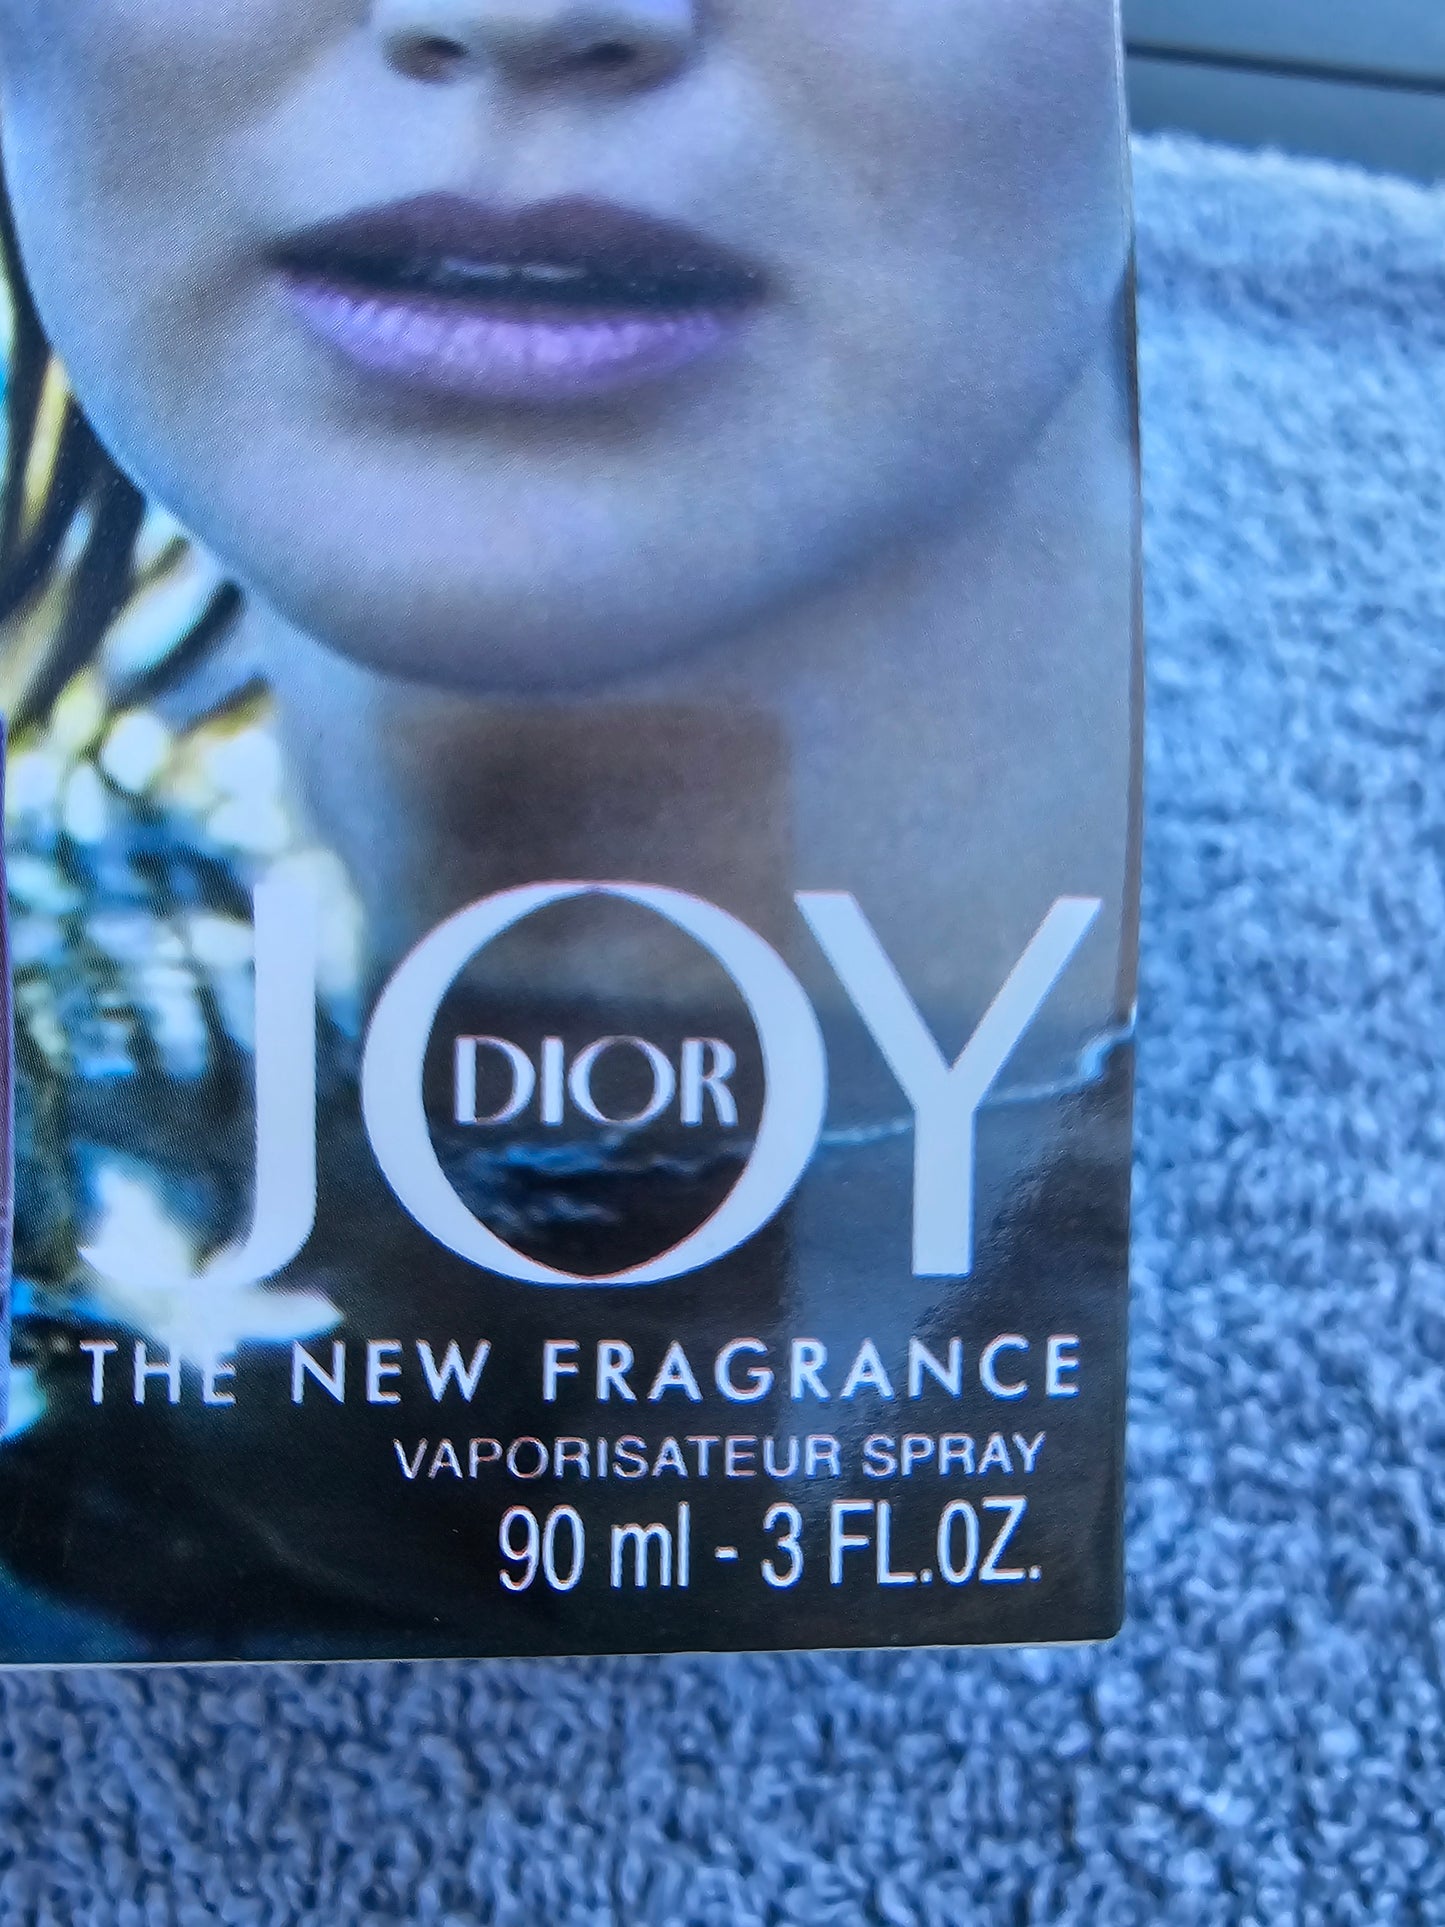 JOY
DIOR
THE NEW FRAGRANCE
VAPORISATEUR SPRAY
90 ml - 3 FL.OZ.